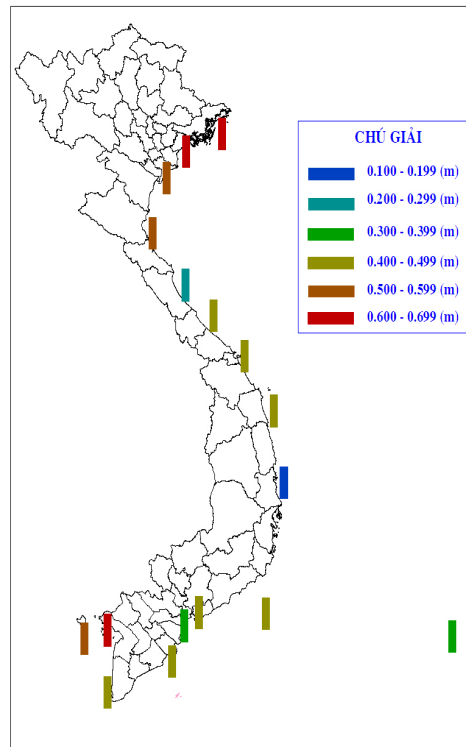 CHÚ GIẢI
0.100 - 0.199 (m)
0.200 - 0.299 (m)
0.300 - 0.399 (m)
0.400 - 0.499 (m)
0.500 - 0.599 (m)
0.600 - 0.699 (m)